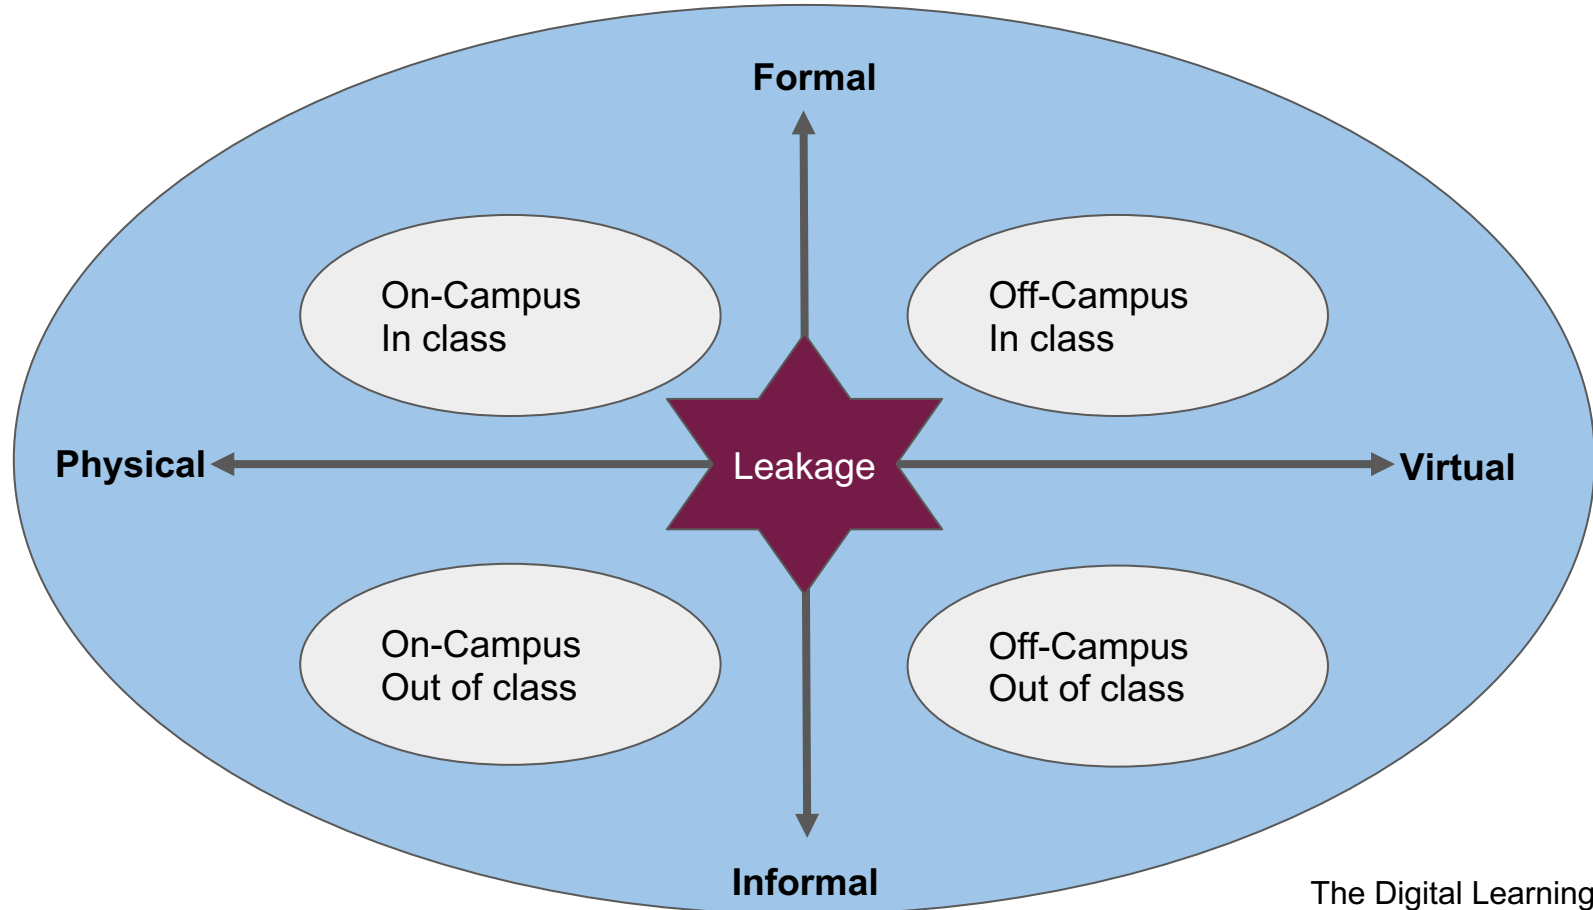 Formal
On-Campus
In class
Off-Campus
In class
Physical
Leakage
Virtual
On-Campus
Out of class
Off-Campus
Out of class
Informal
The Digital Learning